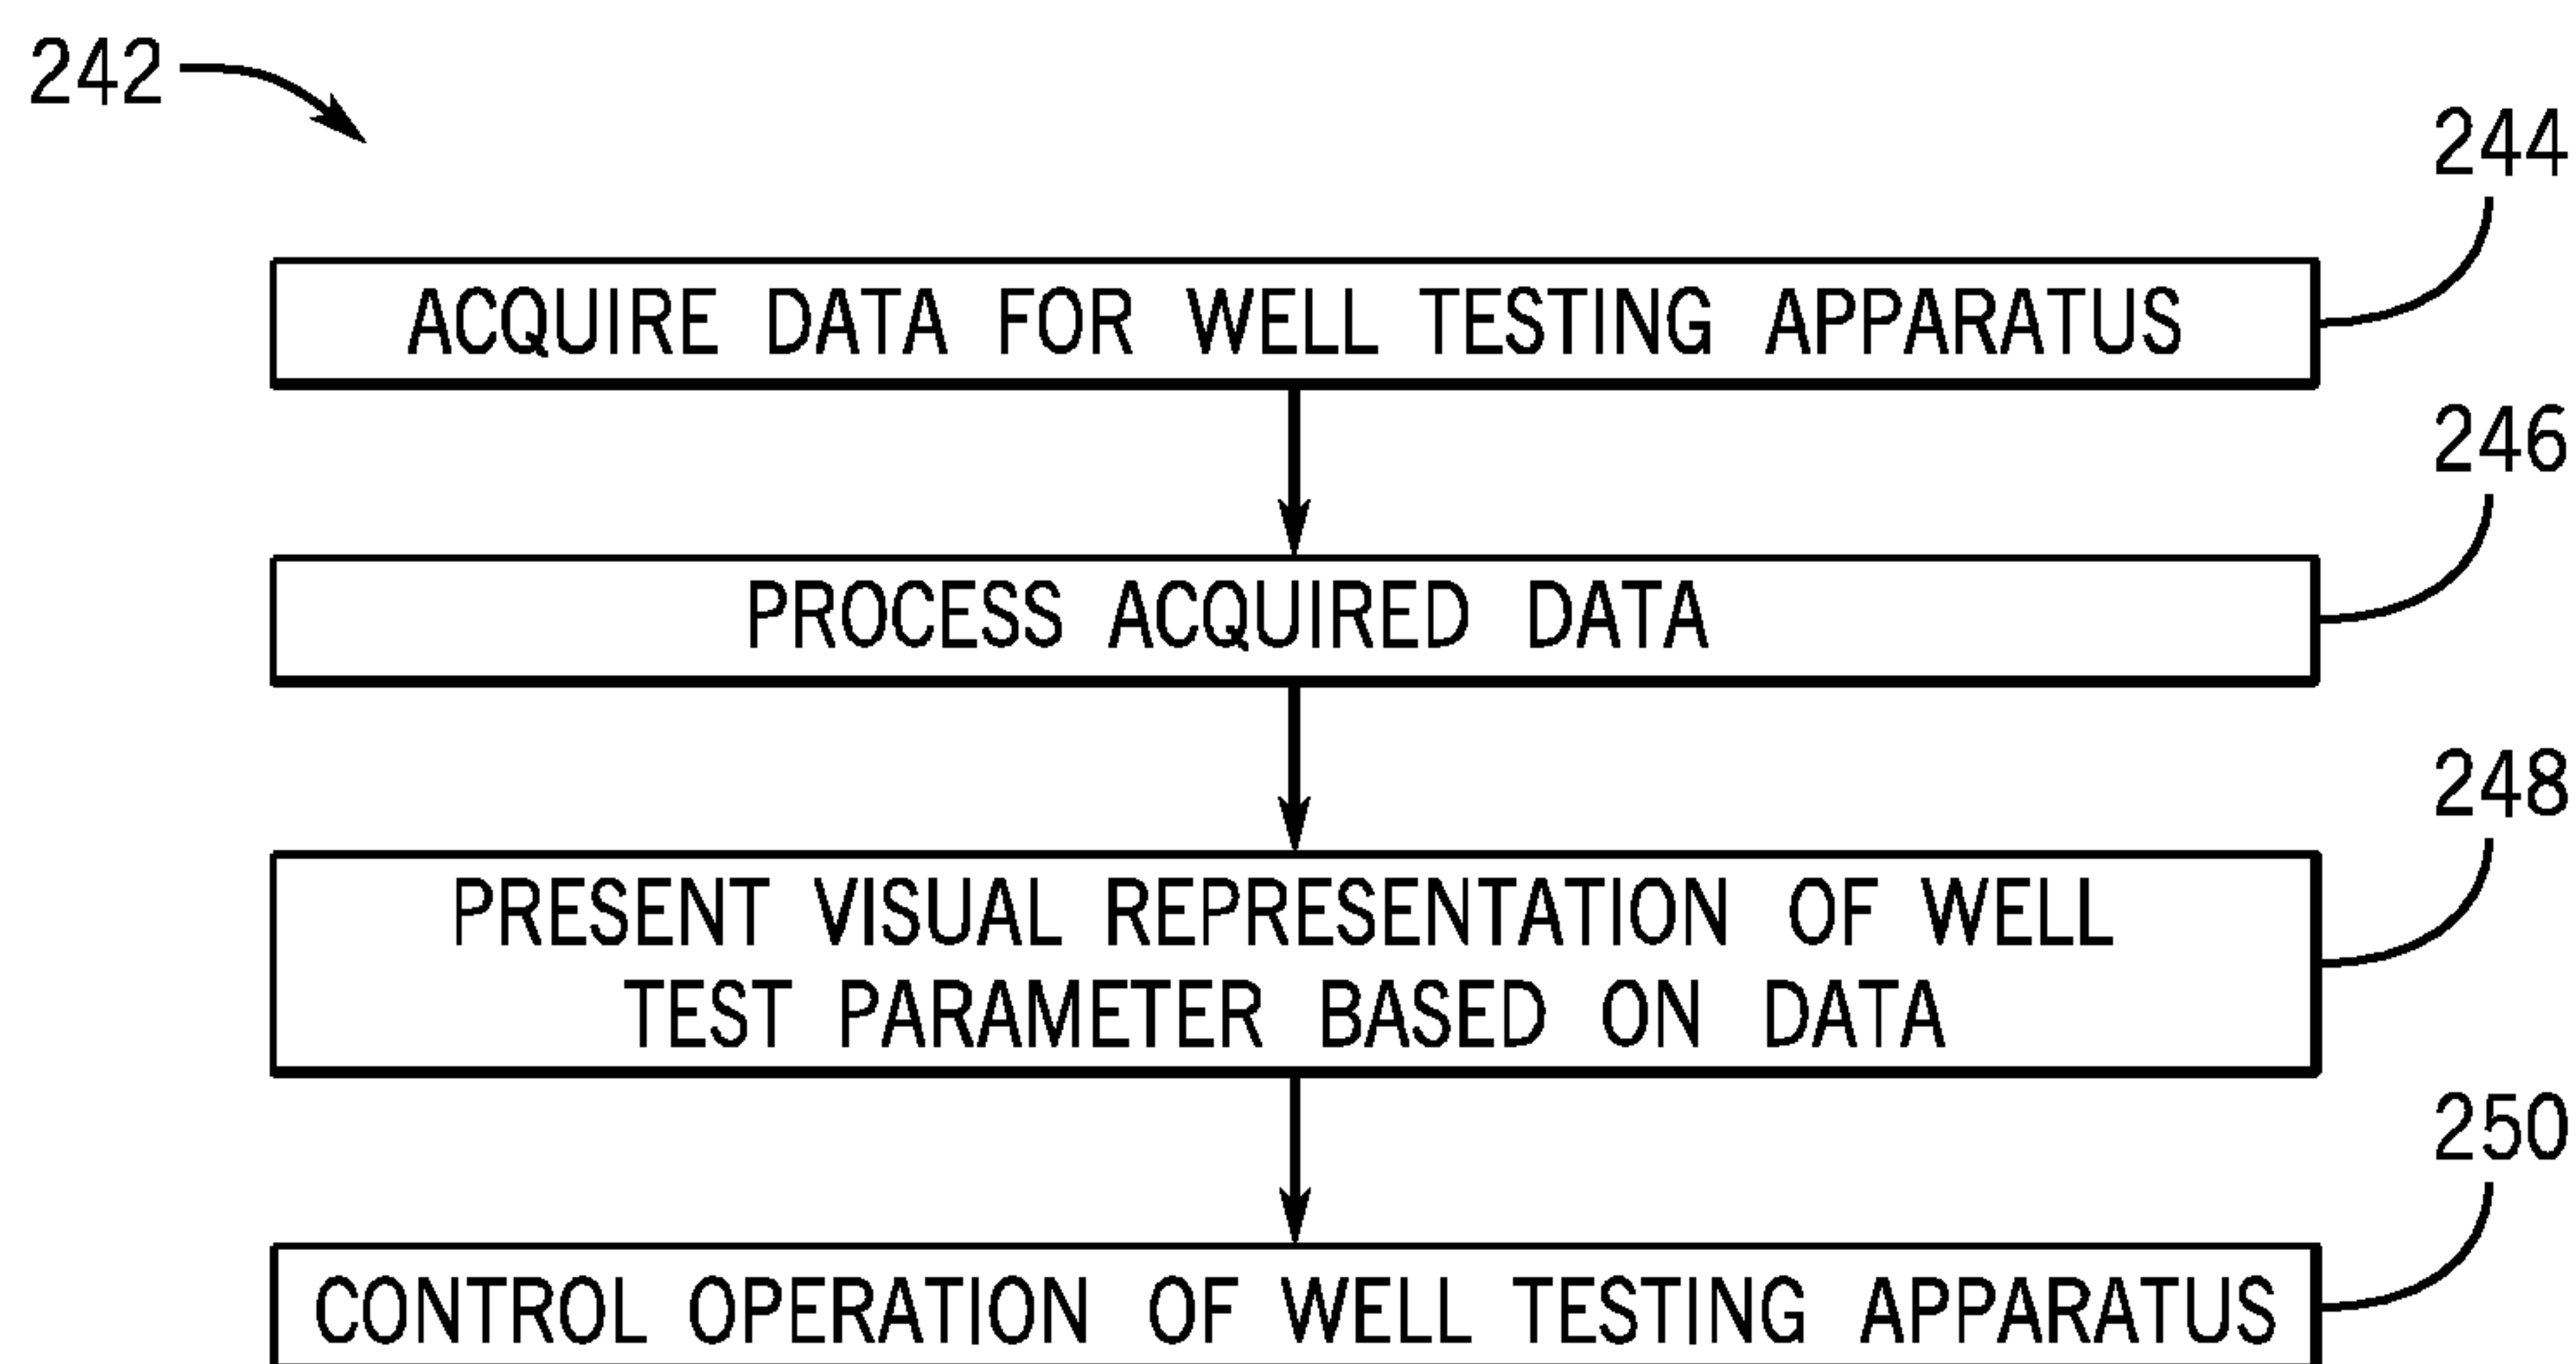 242
244
ACQUIRE DATA FOR WELL TESTING APPARATUS
246
PROCESS ACQUIRED DATA
248
PRESENT VISUAL REPRESENTATION OF WELL
TEST PARAMETER BASED ON DATA
250
CONTROL OPERATION OF WELL TESTING APPARATUS